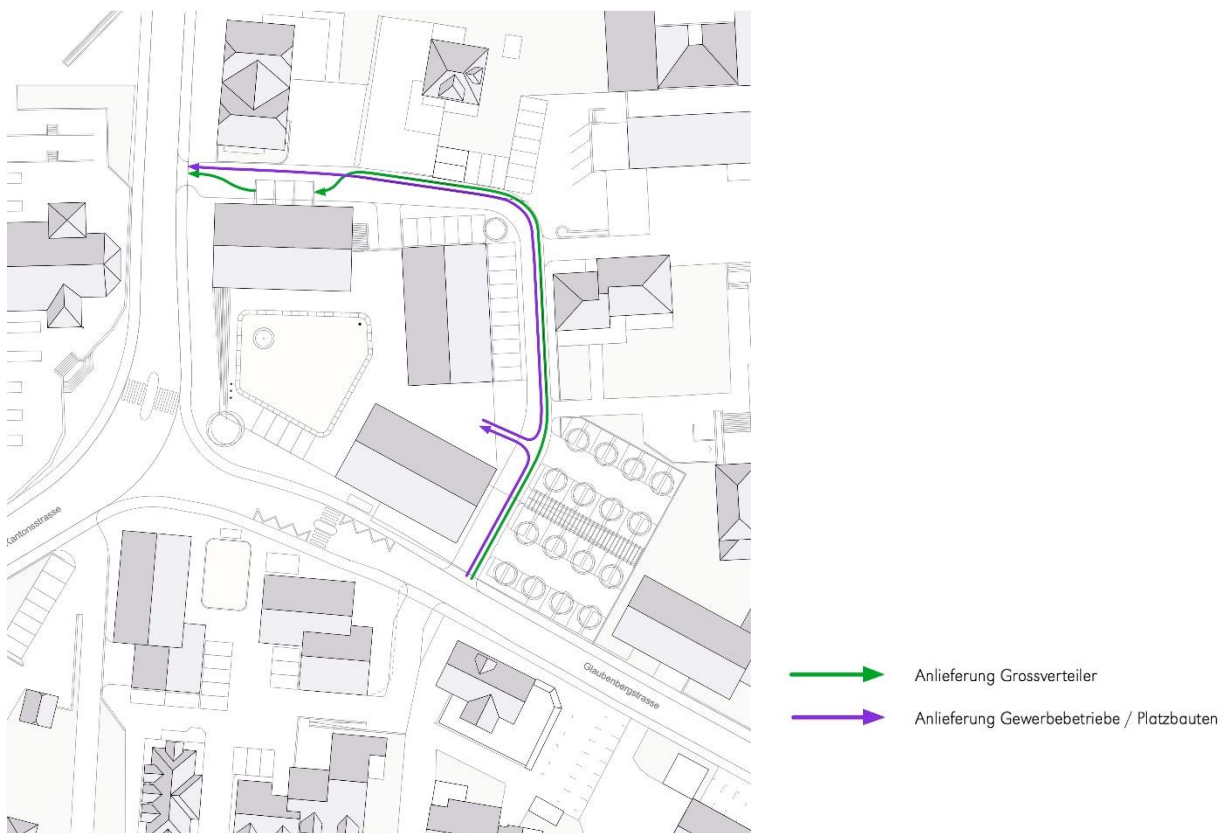 Kantonsstrasse
Glaubenbergstrasse
Anlieferung Grossverteiler
Anlieferung Gewerbebetriebe / Platzbauten